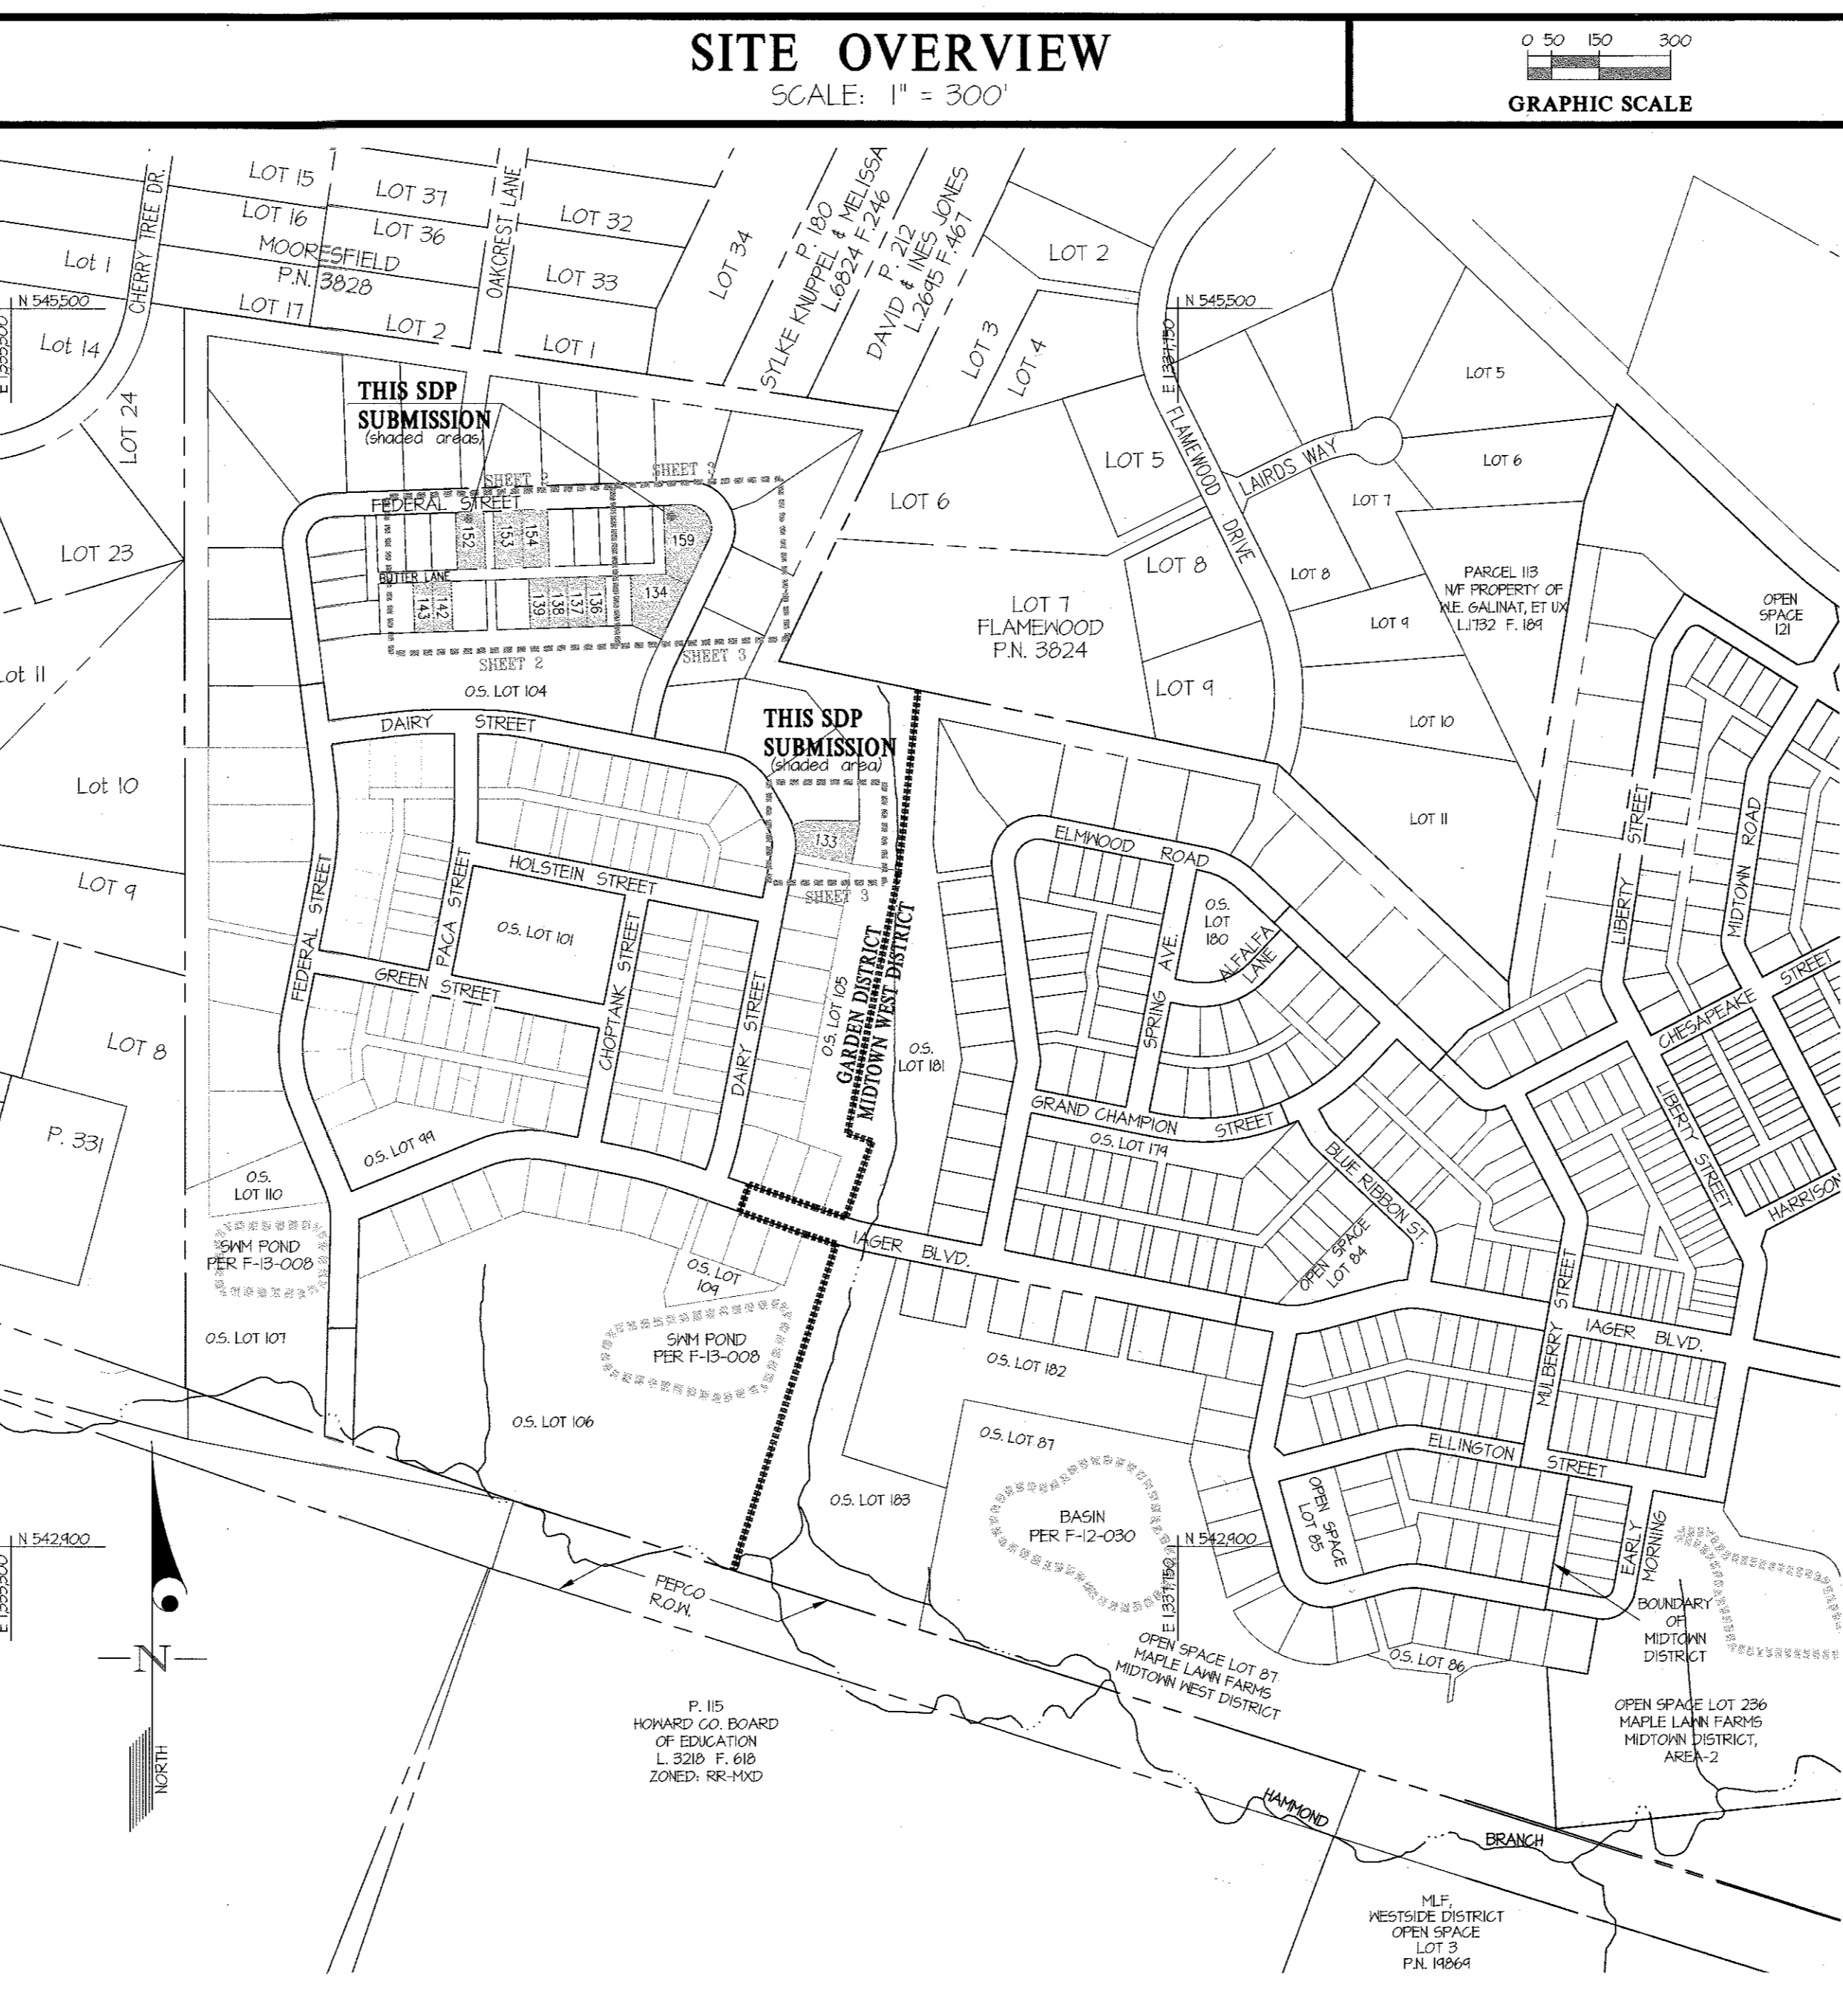 SITE OVERVIEW
SCALE: 1" = 300'
0 50 150 300
GRAPHIC SCALE
CHERRY TREE DR.
LOT 15
LOT 37
OAKCREST LANE
LOT 32
LOT 16
LOT 36
Lot 1
MOORESFIELD
P.N. 3828
LOT 33
LOT 17
LOT 2
LOT 1
LOT 34
P. 180
SYLKE KNUPPEL & MELISSA
L.6824 F.246
P. 212
DAVID & INES JONES
L.2695 F.467
LOT 2
LOT 3
LOT 4
N 545,500
N 545,500
E 1,337,150
Lot 14
LOT 24
THIS SDP
SUBMISSION
(shaded areas)
LOT 5
FLAMEWOOD DRIVE
LAIRDS WAY
LOT 5
LOT 6
LOT 7
LOT 6
SHEET 2
SHEET 3
FEDERAL STREET
152
153
154
159
BUTTER LANE
143
142
139
138
137
136
134
SHEET 2
SHEET 3
LOT 23
LOT 8
LOT 8
LOT 7
FLAMEWOOD
P.N. 3824
LOT 9
LOT 9
PARCEL 113
N/F PROPERTY OF
W.E. GALINAT, ET UX
L.1732 F. 189
OPEN
SPACE
121
Lot 11
O.S. LOT 104
DAIRY STREET
THIS SDP
SUBMISSION
(shaded area)
LOT 10
LOT 11
Lot 10
133
SHEET 3
ELMWOOD ROAD
LIBERTY STREET
LIBERTY
MIDTOWN ROAD
HOLSTEIN STREET
LOT 9
FEDERAL STREET
PACA STREET
O.S. LOT 101
CHOPTANK STREET
GREEN STREET
DAIRY STREET
O.S. LOT 105
GARDEN DISTRICT
MIDTOWN WEST DISTRICT
O.S.
LOT
180
ALFALFA
LANE
SPRING AVE.
CHESAPEAKE STREET
LOT 8
O.S.
LOT 181
GRAND CHAMPION STREET
O.S. LOT 179
BLUE RIBBON ST.
LIBERTY STREET
P. 331
O.S. LOT 99
O.S.
LOT 110
OPEN SPACE
LOT 84
SWM POND
PER F-13-008
IAGER BLVD.
O.S. LOT
109
SWM POND
PER F-13-008
O.S. LOT 107
MULBERRY STREET
IAGER BLVD.
O.S. LOT 182
O.S. LOT 106
O.S. LOT 87
ELLINGTON STREET
O.S. LOT 183
BASIN
PER F-12-030
OPEN SPACE
LOT 85
EARLY
MORNING
N 542,900
N 542,900
E 1,337,150
PEPCO
R.O.W.
N
NORTH
BOUNDARY
OF
MIDTOWN
DISTRICT
O.S. LOT 86
OPEN SPACE LOT 87
MAPLE LAWN FARMS
MIDTOWN WEST DISTRICT
OPEN SPACE LOT 236
MAPLE LAWN FARMS
MIDTOWN DISTRICT,
AREA-2
P. 115
HOWARD CO. BOARD
OF EDUCATION
L. 3218 F. 618
ZONED: RR-MXD
HAMMOND BRANCH
MLF,
WESTSIDE DISTRICT
OPEN SPACE
LOT 3
P.N. 19869